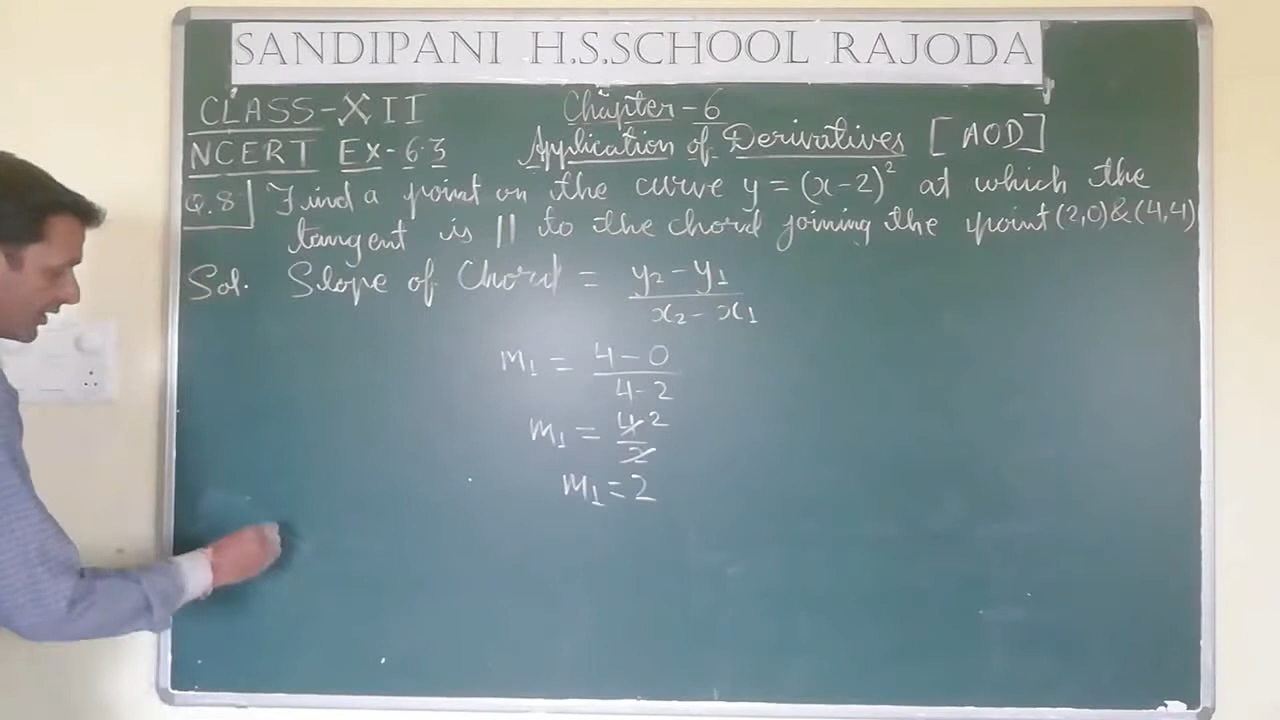 SANDIPANI H.S.SCHOOL RAJODA
CLASS-XII Chapter-6
NCERT Ex-6.3 Application of Derivatives [AOD]
Q.8 Find a point on the curve y = (x-2)² at which the
tangent is || to the chord joining the point (2,0)&(4,4)
Sol. Slope of Chord = y₂-y₁
x₂-x₁
m₁ = 4-0
4-2
m₁ = 4 2
2
m₁=2